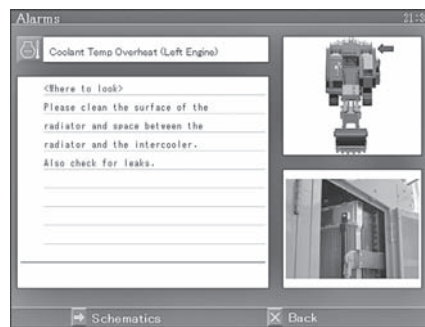 Alarms
Coolant Temp Overheat (Left Engine)
<Where to look>
Please clean the surface of the
radiator and space between the
radiator and the intercooler.
Also check for leaks.
Schematics
Back